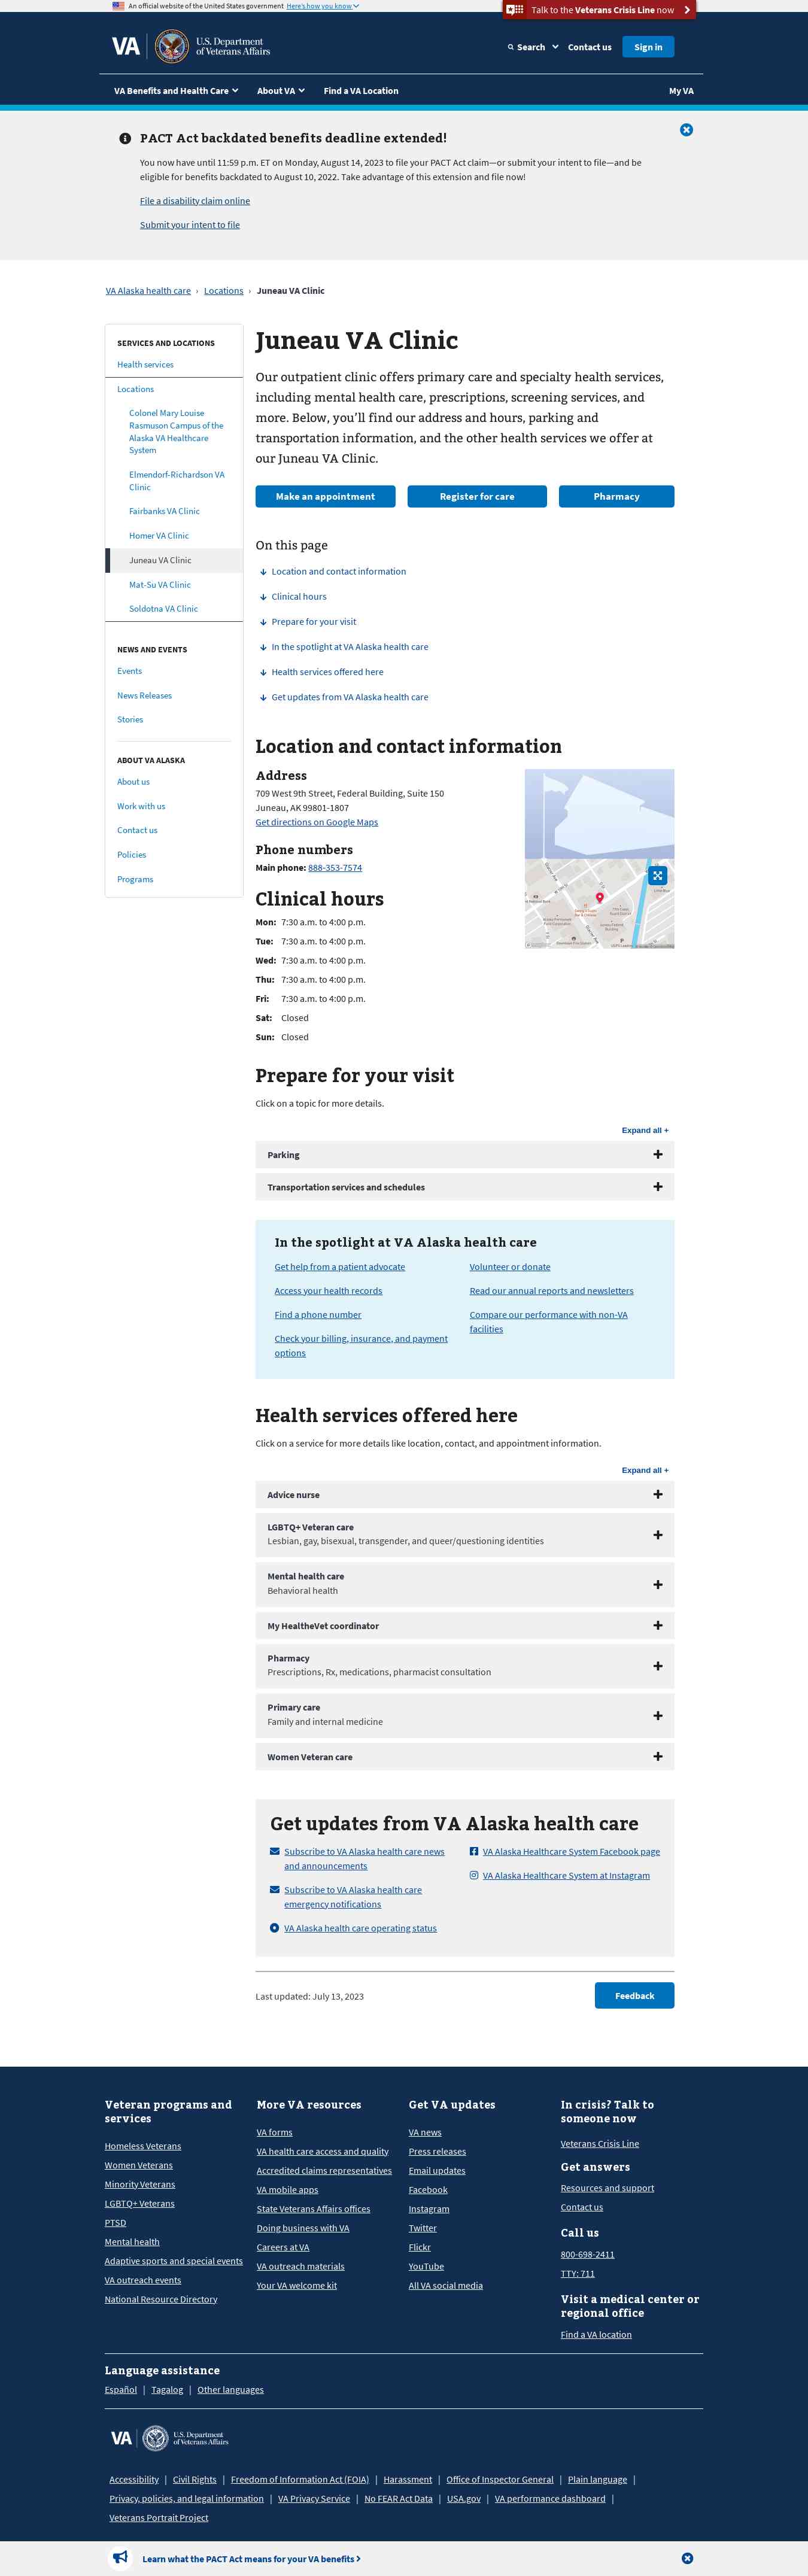 An official website of the United States government Here's how you know
Talk to the Veterans Crisis Line now
VA
U.S. Department
of Veterans Affairs
Search
Contact us
Sign in
VA Benefits and Health Care
About VA
Find a VA Location
My VA
PACT Act backdated benefits deadline extended!
You now have until 11:59 p.m. ET on Monday, August 14, 2023 to file your PACT Act claim—or submit your intent to file—and be
eligible for benefits backdated to August 10, 2022. Take advantage of this extension and file now!
File a disability claim online
Submit your intent to file
VA Alaska health care › Locations › Juneau VA Clinic
SERVICES AND LOCATIONS
Health services
Locations
Colonel Mary Louise
Rasmuson Campus of the
Alaska VA Healthcare
System
Elmendorf-Richardson VA
Clinic
Fairbanks VA Clinic
Homer VA Clinic
Juneau VA Clinic
Mat-Su VA Clinic
Soldotna VA Clinic
NEWS AND EVENTS
Events
News Releases
Stories
ABOUT VA ALASKA
About us
Work with us
Contact us
Policies
Programs
Juneau VA Clinic
Our outpatient clinic offers primary care and specialty health services,
including mental health care, prescriptions, screening services, and
more. Below, you'll find our address and hours, parking and
transportation information, and the other health services we offer at
our Juneau VA Clinic.
Make an appointment
Register for care
Pharmacy
On this page
Location and contact information
Clinical hours
Prepare for your visit
In the spotlight at VA Alaska health care
Health services offered here
Get updates from VA Alaska health care
Location and contact information
Address
709 West 9th Street, Federal Building, Suite 150
Juneau, AK 99801-1807
Get directions on Google Maps
Phone numbers
Main phone: 888-353-7574
Clinical hours
Mon: 7:30 a.m. to 4:00 p.m.
Tue: 7:30 a.m. to 4:00 p.m.
Wed: 7:30 a.m. to 4:00 p.m.
Thu: 7:30 a.m. to 4:00 p.m.
Fri: 7:30 a.m. to 4:00 p.m.
Sat: Closed
Sun: Closed
Prepare for your visit
Click on a topic for more details.
Expand all +
Parking
Transportation services and schedules
In the spotlight at VA Alaska health care
Get help from a patient advocate
Access your health records
Find a phone number
Check your billing, insurance, and payment
options
Volunteer or donate
Read our annual reports and newsletters
Compare our performance with non-VA
facilities
Health services offered here
Click on a service for more details like location, contact, and appointment information.
Expand all +
Advice nurse
LGBTQ+ Veteran care
Lesbian, gay, bisexual, transgender, and queer/questioning identities
Mental health care
Behavioral health
My HealtheVet coordinator
Pharmacy
Prescriptions, Rx, medications, pharmacist consultation
Primary care
Family and internal medicine
Women Veteran care
Get updates from VA Alaska health care
Subscribe to VA Alaska health care news
and announcements
Subscribe to VA Alaska health care
emergency notifications
VA Alaska health care operating status
VA Alaska Healthcare System Facebook page
VA Alaska Healthcare System at Instagram
Last updated: July 13, 2023
Feedback
Veteran programs and
services
Homeless Veterans
Women Veterans
Minority Veterans
LGBTQ+ Veterans
PTSD
Mental health
Adaptive sports and special events
VA outreach events
National Resource Directory
More VA resources
VA forms
VA health care access and quality
Accredited claims representatives
VA mobile apps
State Veterans Affairs offices
Doing business with VA
Careers at VA
VA outreach materials
Your VA welcome kit
Get VA updates
VA news
Press releases
Email updates
Facebook
Instagram
Twitter
Flickr
YouTube
All VA social media
In crisis? Talk to
someone now
Veterans Crisis Line
Get answers
Resources and support
Contact us
Call us
800-698-2411
TTY: 711
Visit a medical center or
regional office
Find a VA location
Language assistance
Español | Tagalog | Other languages
VA
U.S. Department
of Veterans Affairs
Accessibility | Civil Rights | Freedom of Information Act (FOIA) | Harassment | Office of Inspector General | Plain language |
Privacy, policies, and legal information | VA Privacy Service | No FEAR Act Data | USA.gov | VA performance dashboard |
Veterans Portrait Project
Learn what the PACT Act means for your VA benefits